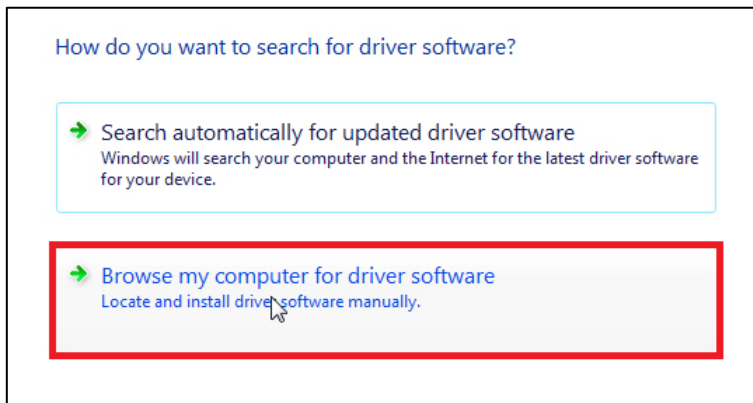 How do you want to search for driver software?
Search automatically for updated driver software
Windows will search your computer and the Internet for the latest driver software
for your device.
Browse my computer for driver software
Locate and install driver software manually.